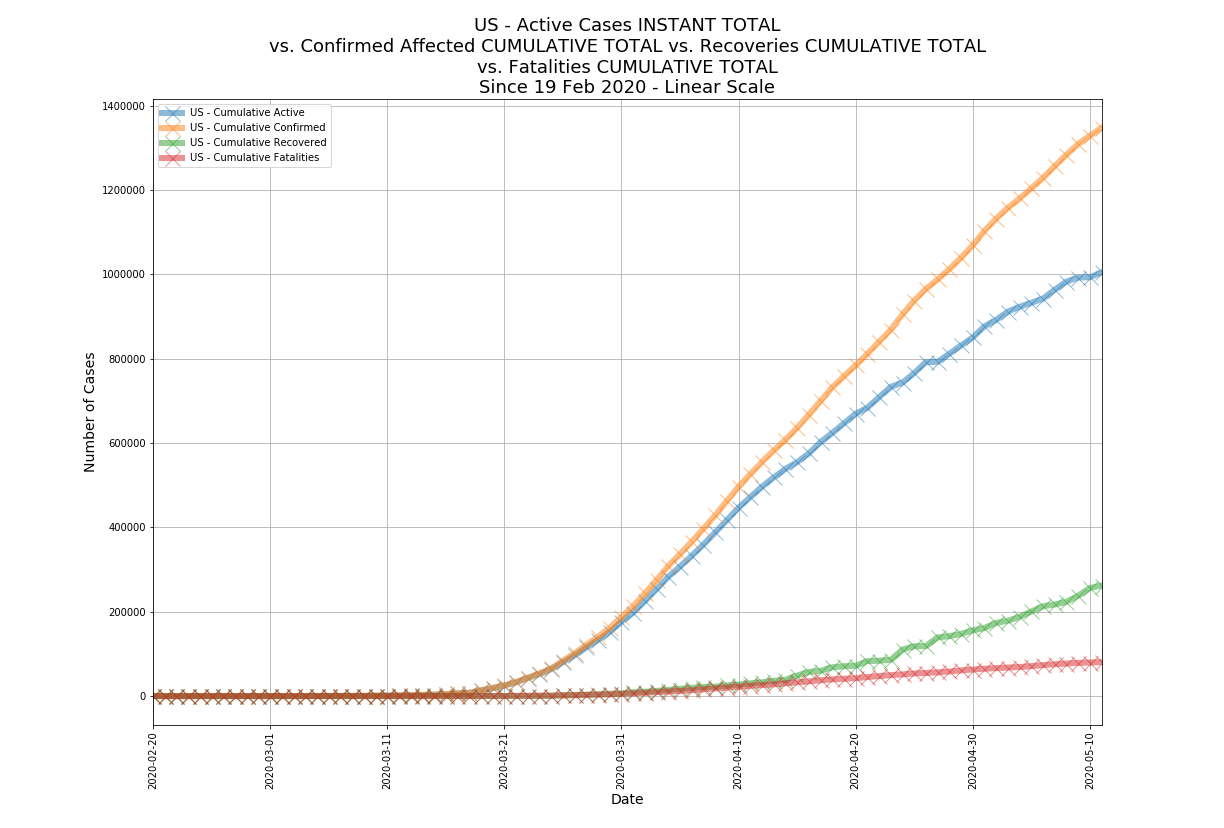 US - Active Cases INSTANT TOTAL
vs. Confirmed Affected CUMULATIVE TOTAL vs. Recoveries CUMULATIVE TOTAL
vs. Fatalities CUMULATIVE TOTAL
Since 19 Feb 2020 - Linear Scale
US - Cumulative Active
US - Cumulative Confirmed
US - Cumulative Recovered
US - Cumulative Fatalities
Number of Cases
1400000
1200000
1000000
800000
600000
400000
200000
0
2020-02-20
2020-03-01
2020-03-11
2020-03-21
2020-03-31
2020-04-10
2020-04-20
2020-04-30
2020-05-10
Date